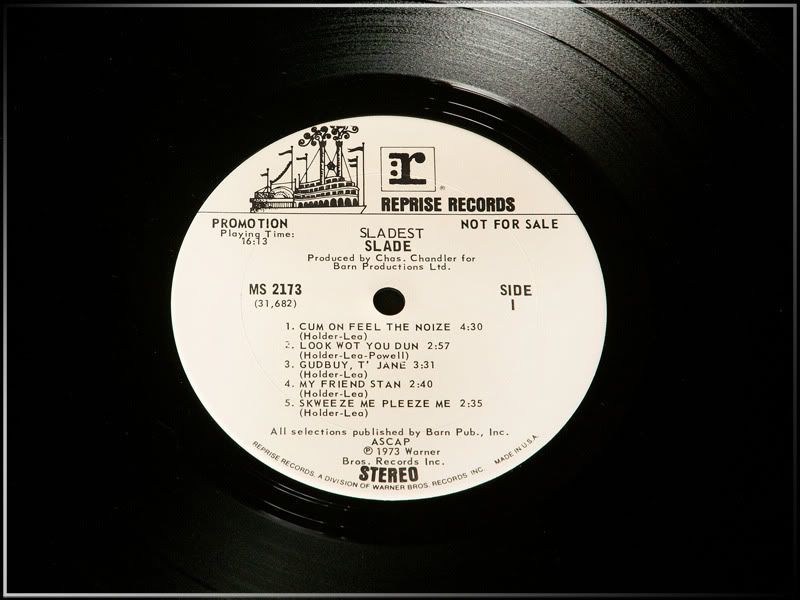 r
®
REPRISE RECORDS
PROMOTION
NOT FOR SALE
Playing Time:
16:13
SLADEST
SLADE
Produced by Chas. Chandler for
Barn Productions Ltd.
MS 2173
(31,682)
SIDE
1
1. CUM ON FEEL THE NOIZE 4:30
(Holder-Lea)
2. LOOK WOT YOU DUN 2:57
(Holder-Lea-Powell)
3. GUDBUY, T' JANE 3:31
(Holder-Lea)
4. MY FRIEND STAN 2:40
(Holder-Lea)
5. SKWEEZE ME PLEEZE ME 2:35
(Holder-Lea)
All selections published by Barn Pub., Inc.
ASCAP
℗ 1973 Warner
Bros. Records Inc.
STEREO
REPRISE RECORDS, A DIVISION OF WARNER BROS. RECORDS INC. MADE IN U.S.A.